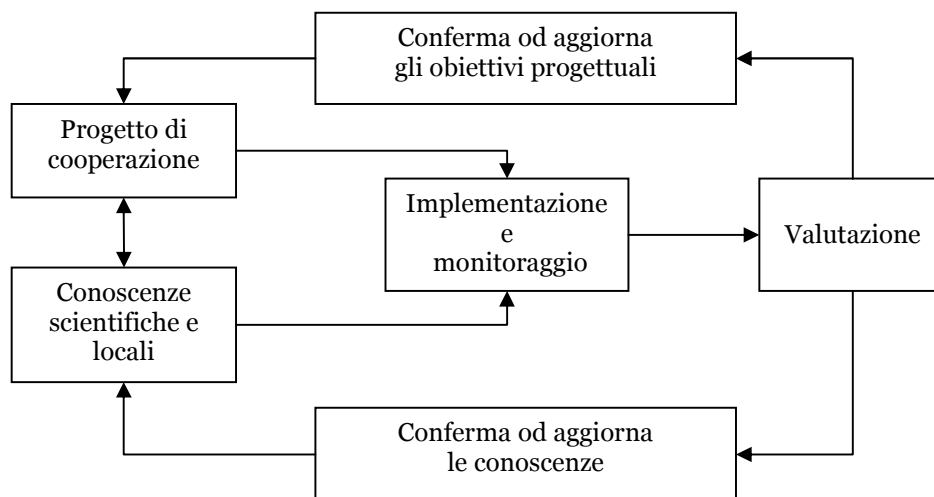 Conferma od aggiorna
gli obiettivi progettuali
Progetto di
cooperazione
Implementazione
e
monitoraggio
Valutazione
Conoscenze
scientifiche e
locali
Conferma od aggiorna
le conoscenze